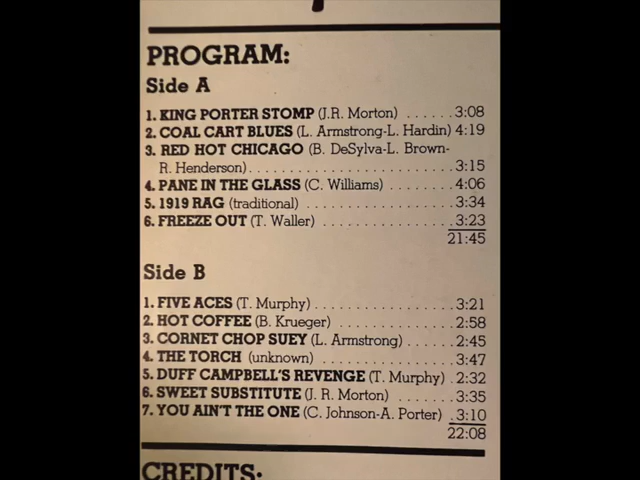 PROGRAM:
Side A
1. KING PORTER STOMP (J.R. Morton) ......3:08
2. COAL CART BLUES (L. Armstrong-L. Hardin) 4:19
3. RED HOT CHICAGO (B. DeSylva-L. Brown-
R. Henderson)..........................3:15
4. PANE IN THE GLASS (C. Williams) ........4:06
5. 1919 RAG (traditional) ..................3:34
6. FREEZE OUT (T. Waller) ................3:23
21:45
Side B
1. FIVE ACES (T. Murphy)..................3:21
2. HOT COFFEE (B. Krueger) ..............2:58
3. CORNET CHOP SUEY (L. Armstrong) ......2:45
4. THE TORCH (unknown) ................3:47
5. DUFF CAMPBELL'S REVENGE (T. Murphy) .2:32
6. SWEET SUBSTITUTE (J. R. Morton) .......3:35
7. YOU AIN'T THE ONE (C. Johnson-A. Porter) .3:10
22:08
CREDITS: